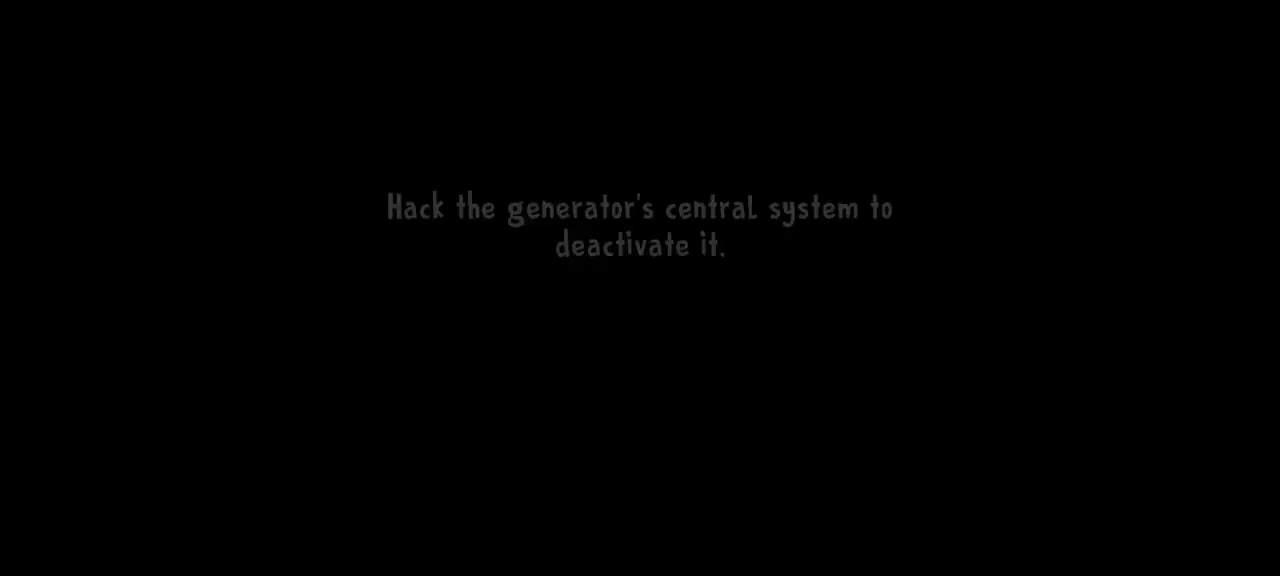 Hack the generator's central system to
deactivate it.